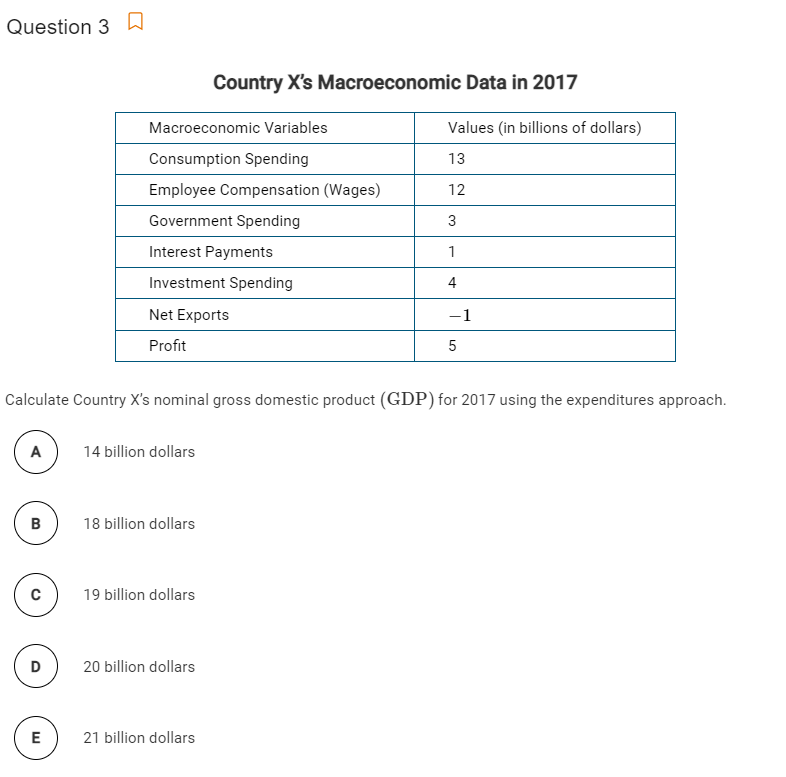 Question 3
Country X's Macroeconomic Data in 2017
Macroeconomic Variables Values (in billions of dollars)
Consumption Spending 13
Employee Compensation (Wages) 12
Government Spending 3
Interest Payments 1
Investment Spending 4
Net Exports −1
Profit 5
Calculate Country X's nominal gross domestic product (GDP) for 2017 using the expenditures approach.
A 14 billion dollars
B 18 billion dollars
C 19 billion dollars
D 20 billion dollars
E 21 billion dollars